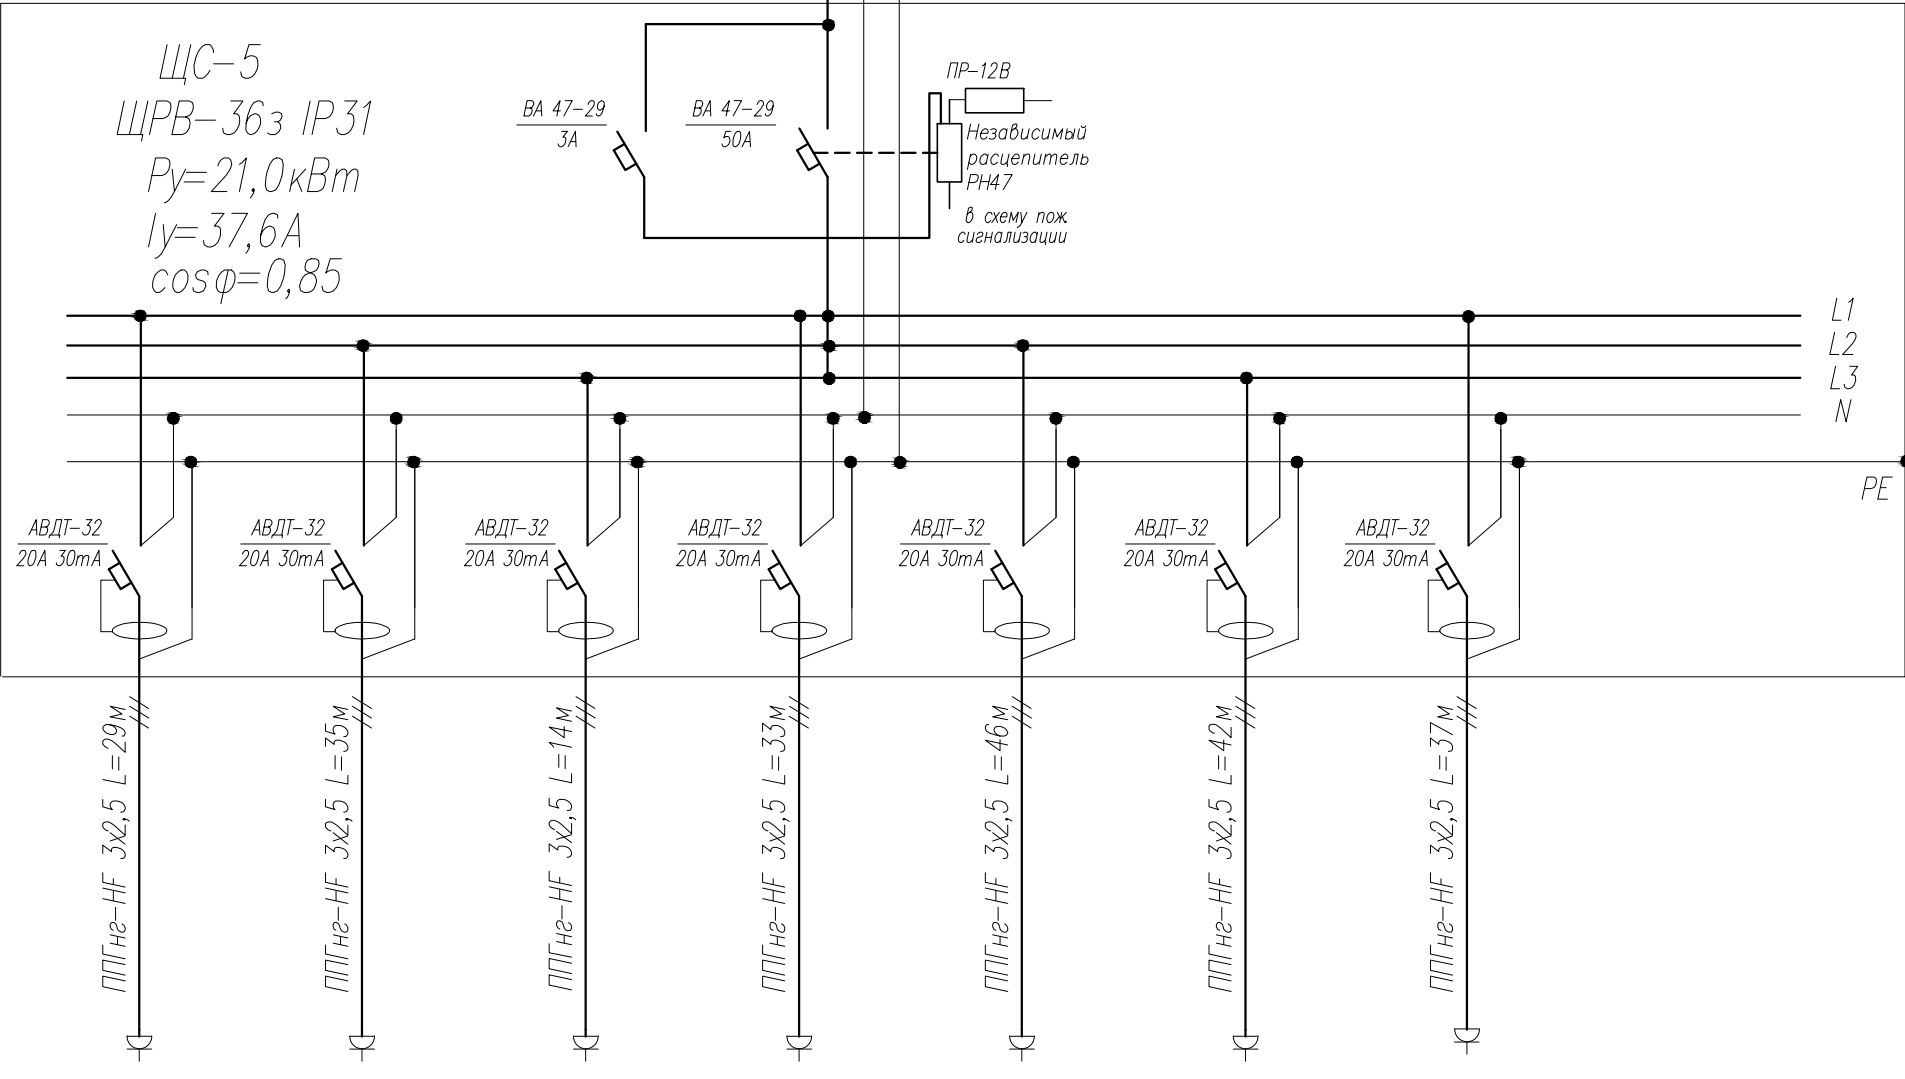 ЩС-5
ЩРВ-36з IP31
Ру=21,0кВт
Iу=37,6А
cosφ=0,85
ВА 47-29
3А
ВА 47-29
50А
ПР-12В
Независимый
расцепитель
РН47
в схему пож.
сигнализации
L1
L2
L3
N
PE
АВДТ-32
20А 30mA
АВДТ-32
20А 30mA
АВДТ-32
20А 30mA
АВДТ-32
20А 30mA
АВДТ-32
20А 30mA
АВДТ-32
20А 30mA
АВДТ-32
20А 30mA
ППГнг-HF 3х2,5 L=29м
ППГнг-HF 3х2,5 L=35м
ППГнг-HF 3х2,5 L=14м
ППГнг-HF 3х2,5 L=33м
ППГнг-HF 3х2,5 L=46м
ППГнг-HF 3х2,5 L=42м
ППГнг-HF 3х2,5 L=37м